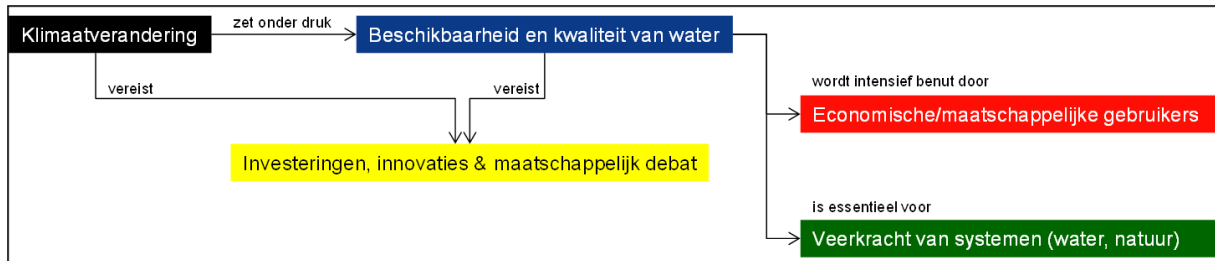 Klimaatverandering
zet onder druk
Beschikbaarheid en kwaliteit van water
vereist
vereist
wordt intensief benut door
Economische/maatschappelijke gebruikers
Investeringen, innovaties & maatschappelijk debat
is essentieel voor
Veerkracht van systemen (water, natuur)